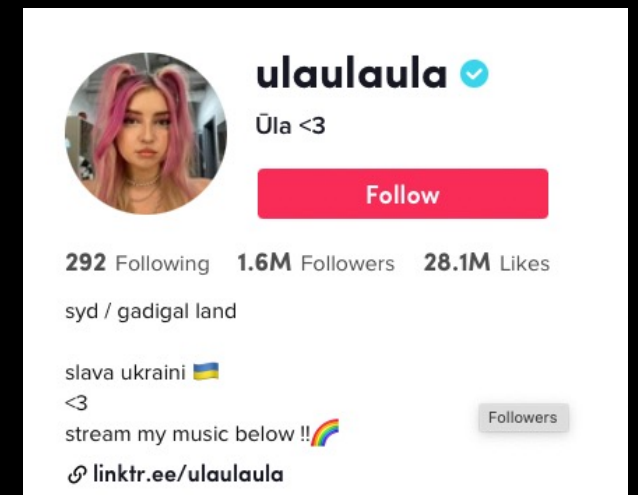 ulaulaula
Ūla <3
Follow
292 Following 1.6M Followers 28.1M Likes
syd / gadigal land
slava ukraini 🇺🇦
<3
Followers
stream my music below !!🌈
linktr.ee/ulaulaula